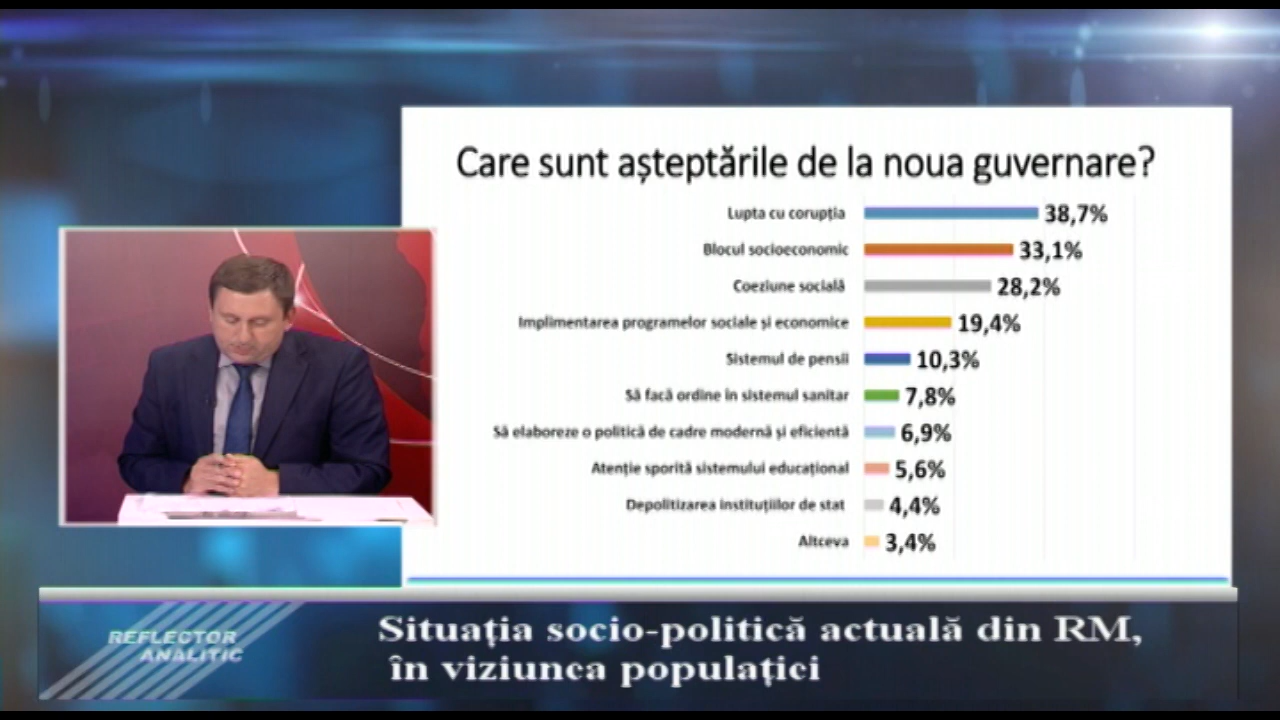 Care sunt așteptările de la noua guvernare?
Lupta cu corupția 38,7%
Blocul socioeconomic 33,1%
Coeziune socială 28,2%
Implimentarea programelor sociale și economice 19,4%
Sistemul de pensii 10,3%
Să facă ordine în sistemul sanitar 7,8%
Să elaboreze o politică de cadre modernă și eficientă 6,9%
Atenție sporită sistemului educațional 5,6%
Depolitizarea instituțiilor de stat 4,4%
Altceva 3,4%
REFLECTOR
ANALITIC
Situația socio-politică actuală din RM,
în viziunea populației